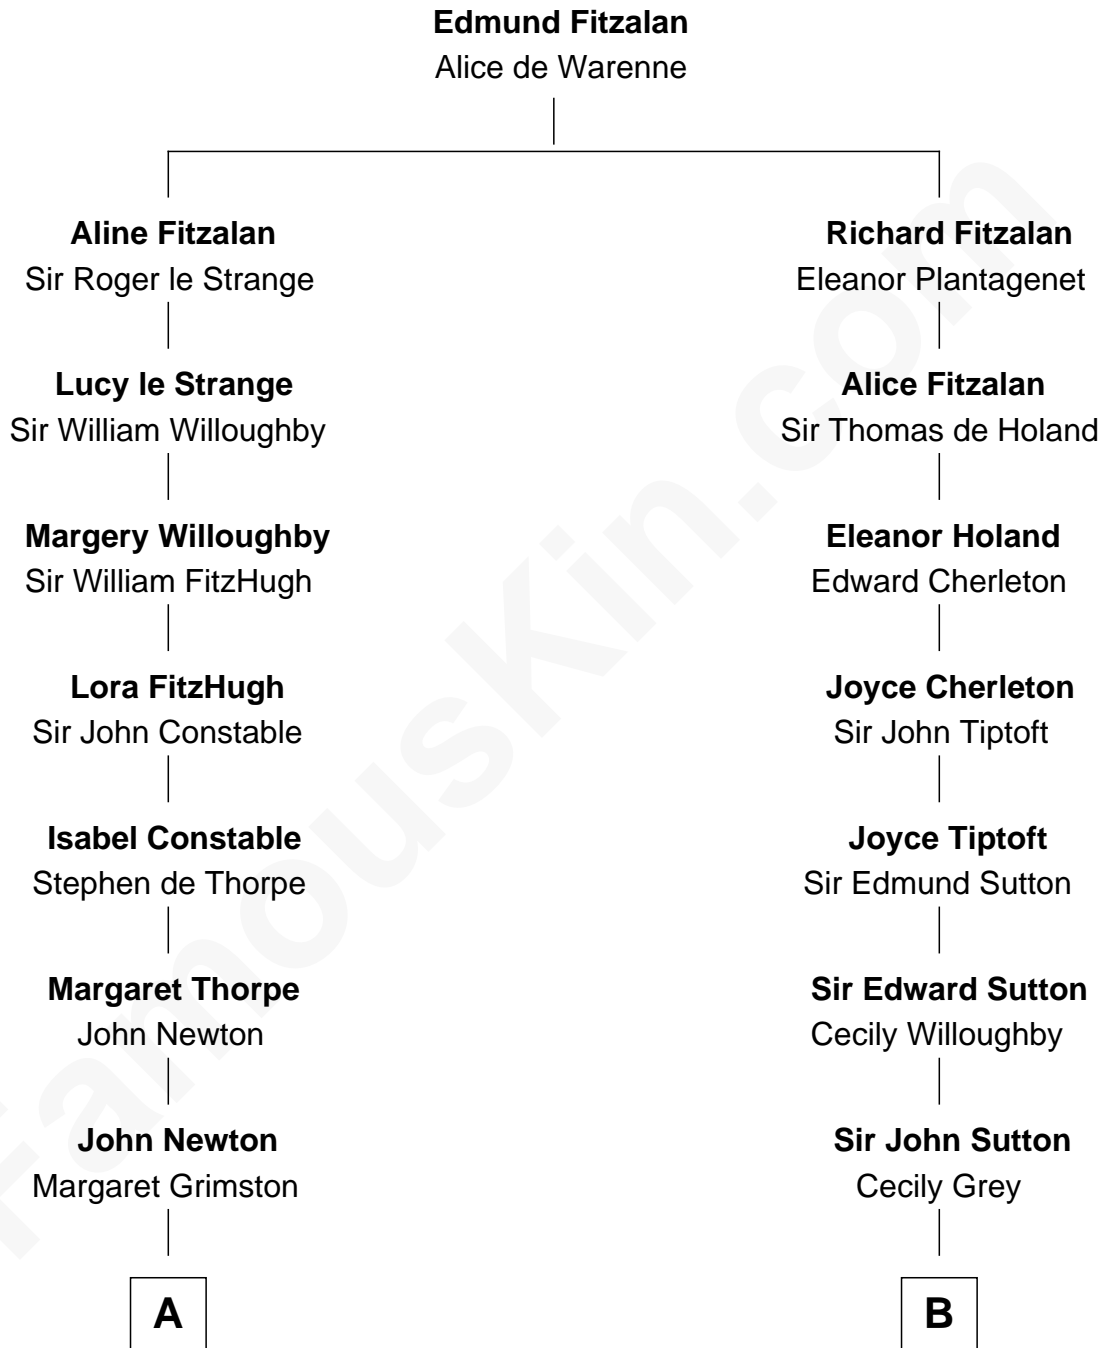 Edmund Fitzalan
Alice de Warenne
Aline Fitzalan
Sir Roger le Strange
Richard Fitzalan
Eleanor Plantagenet
Lucy le Strange
Sir William Willoughby
Alice Fitzalan
Sir Thomas de Holand
Margery Willoughby
Sir William FitzHugh
Eleanor Holand
Edward Cherleton
Lora FitzHugh
Sir John Constable
Joyce Cherleton
Sir John Tiptoft
Isabel Constable
Stephen de Thorpe
Joyce Tiptoft
Sir Edmund Sutton
Margaret Thorpe
John Newton
Sir Edward Sutton
Cecily Willoughby
John Newton
Margaret Grimston
Sir John Sutton
Cecily Grey
A
B
FamousKin.com